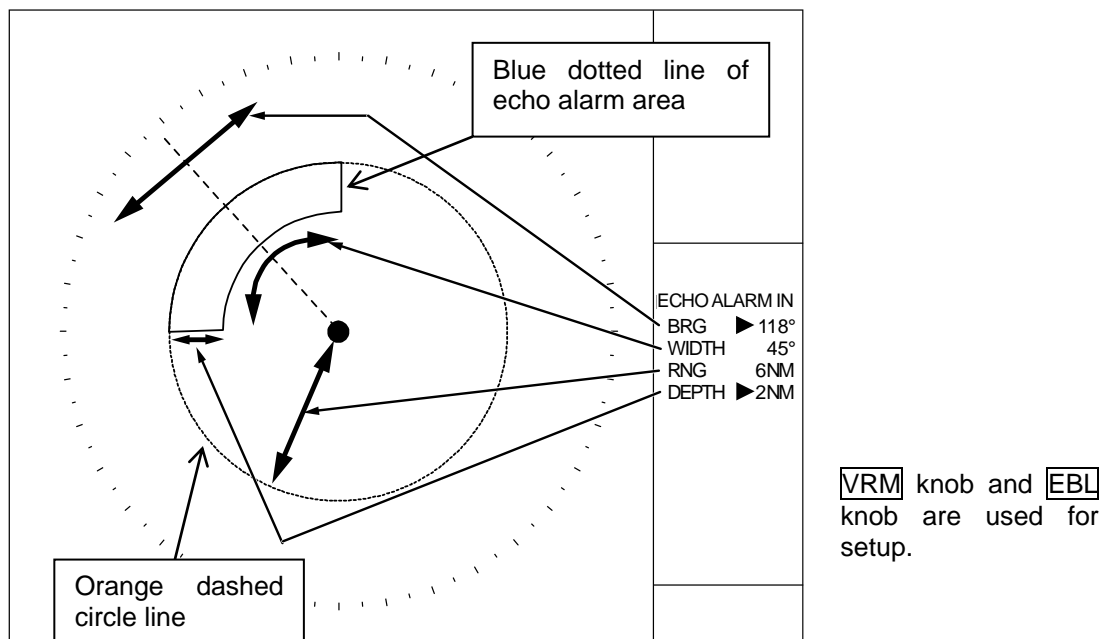 Blue dotted line of
echo alarm area
ECHO ALARM IN
BRG ▶ 118°
WIDTH 45°
RNG 6NM
DEPTH ▶ 2NM
VRM knob and EBL
knob are used for
setup.
Orange dashed
circle line